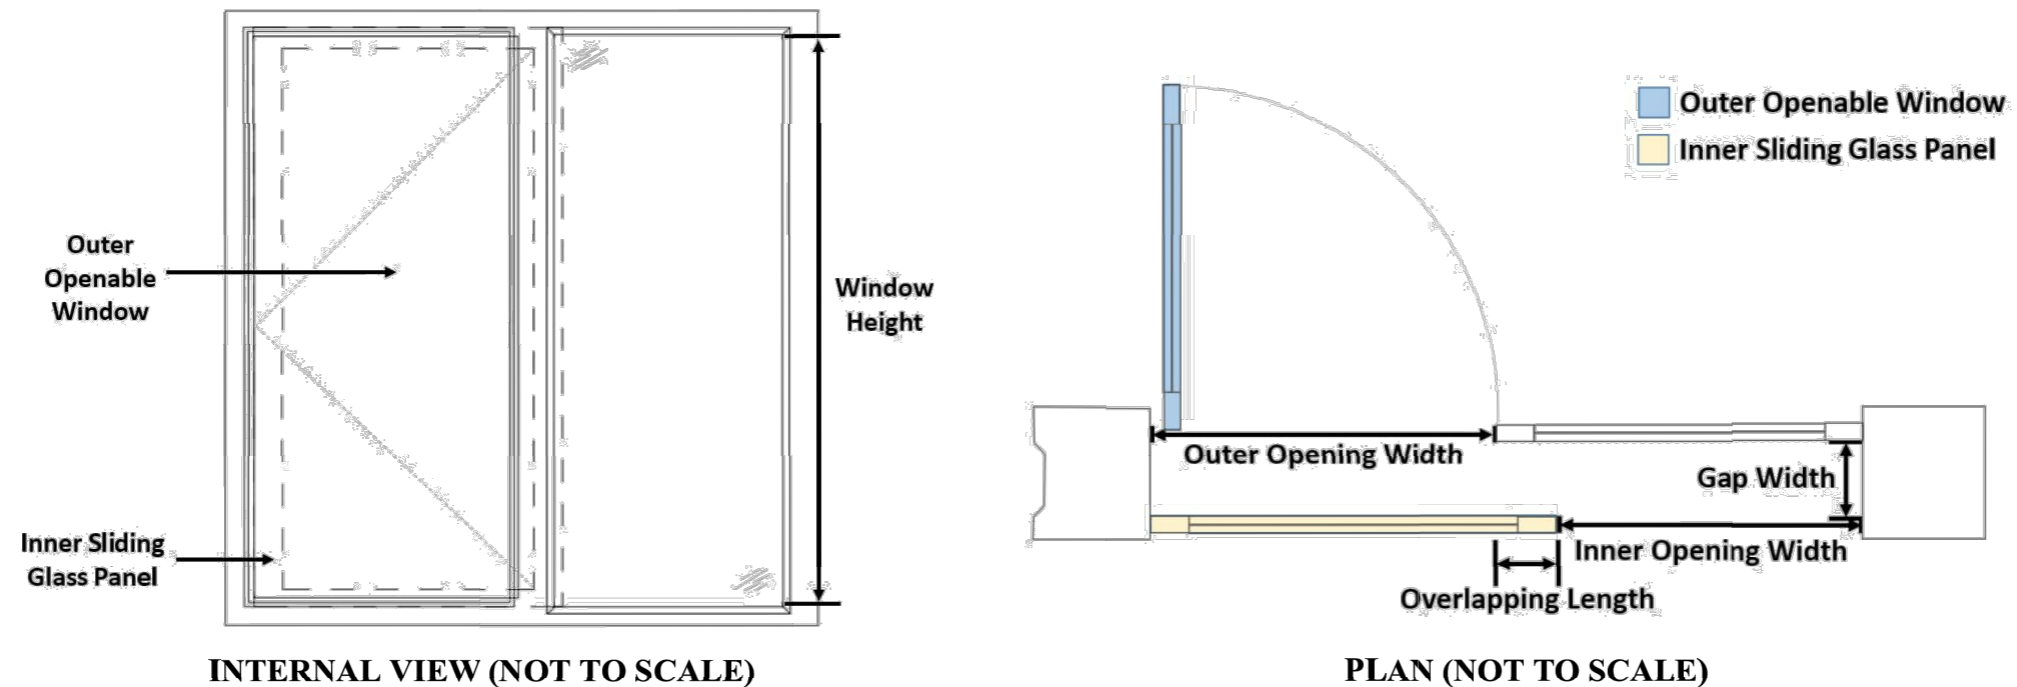 Outer
Openable
Window
Inner Sliding
Glass Panel
Window
Height
INTERNAL VIEW (NOT TO SCALE)
Outer Openable Window
Inner Sliding Glass Panel
Outer Opening Width
Gap Width
Inner Opening Width
Overlapping Length
PLAN (NOT TO SCALE)